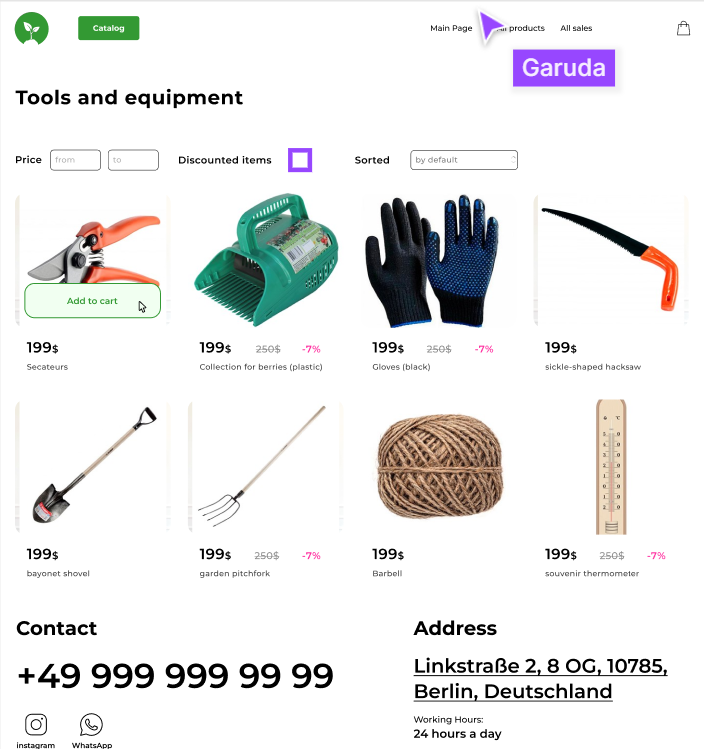 Catalog
Main Page
products
All sales
Garuda
Tools and equipment
Price
from
to
Discounted items
Sorted
by default
Add to cart
199$
199$ 250$ -7%
199$ 250$ -7%
199$
Secateurs
Collection for berries (plastic)
Gloves (black)
sickle-shaped hacksaw
199$
199$ 250$ -7%
199$
199$ 250$ -7%
bayonet shovel
garden pitchfork
Barbell
souvenir thermometer
Contact
+49 999 999 99 99
instagram
WhatsApp
Address
Linkstraße 2, 8 OG, 10785,
Berlin, Deutschland
Working Hours:
24 hours a day